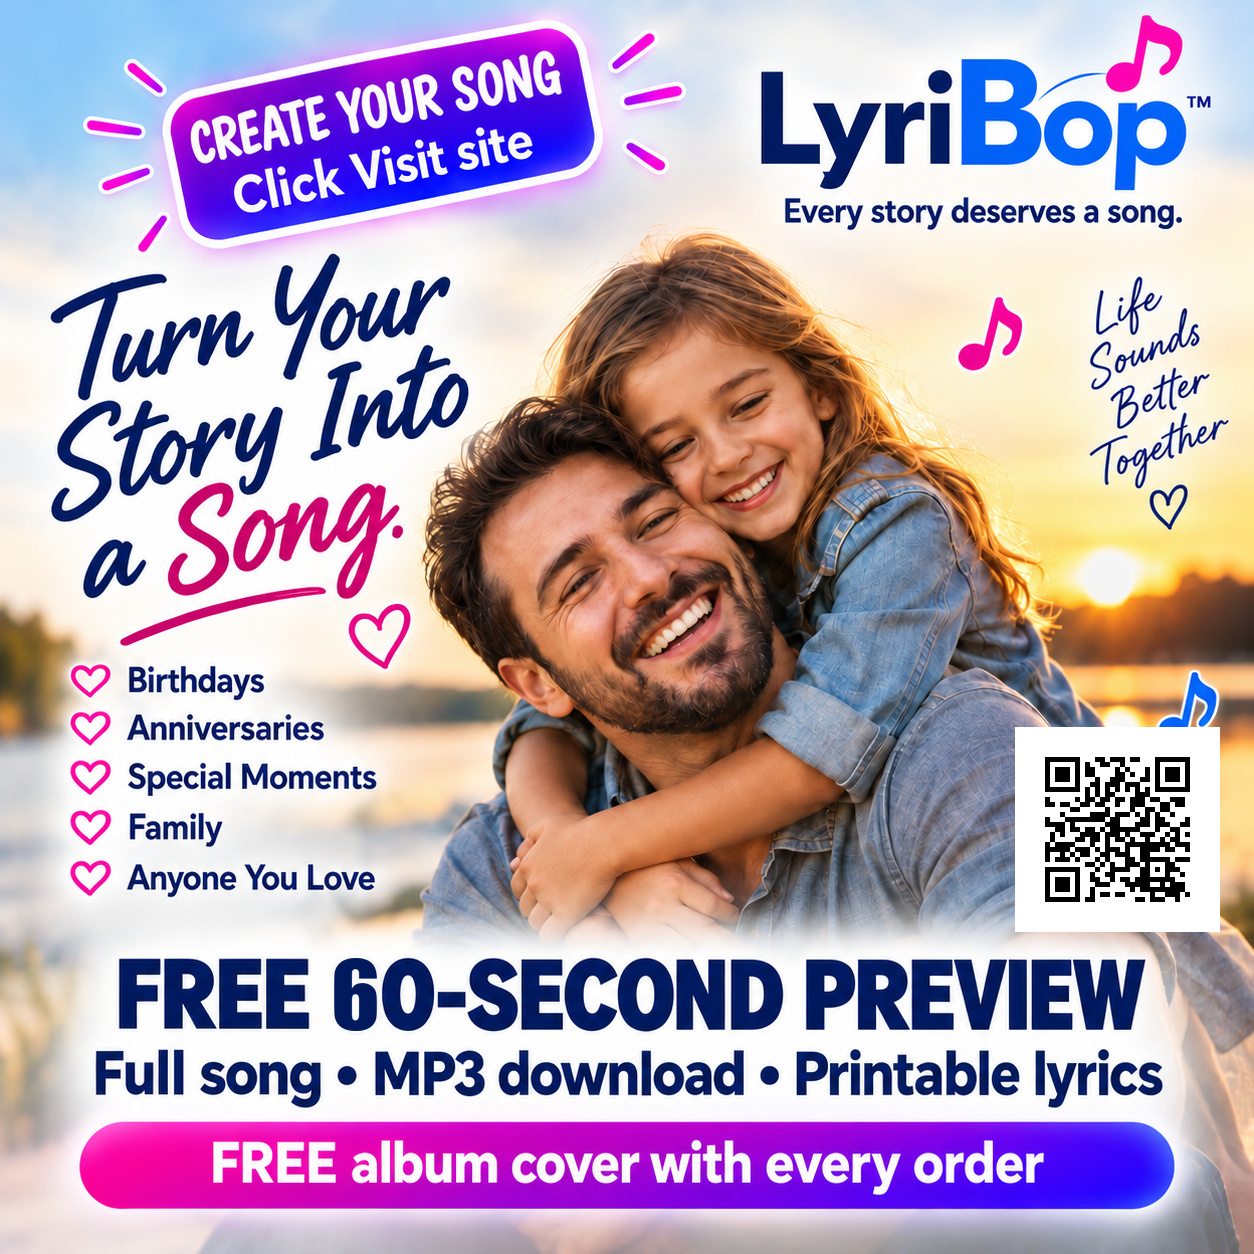 CREATE YOUR SONG
Click Visit site
LyriBop™
Every story deserves a song.
Turn Your
Story Into
a Song.
Life
Sounds
Better
Together
Birthdays
Anniversaries
Special Moments
Family
Anyone You Love
FREE 60-SECOND PREVIEW
Full song • MP3 download • Printable lyrics
FREE album cover with every order